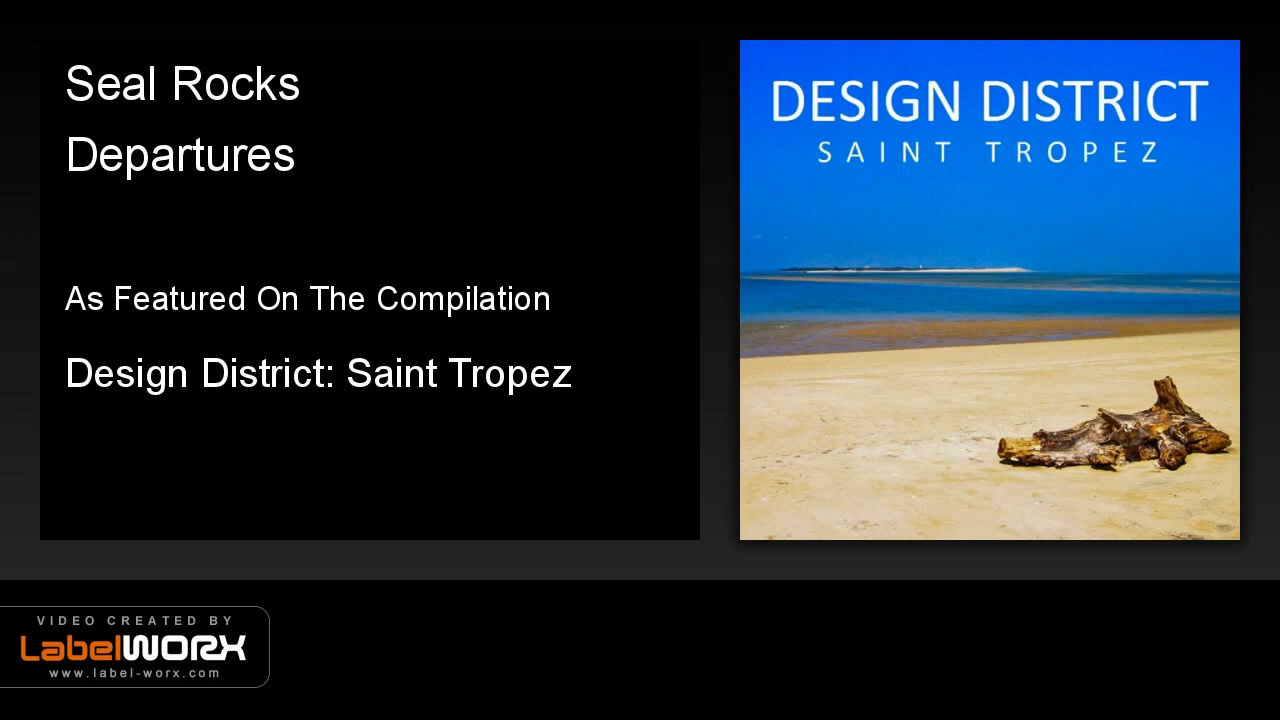 Seal Rocks
Departures
As Featured On The Compilation
Design District: Saint Tropez
DESIGN DISTRICT
SAINT TROPEZ
VIDEO CREATED BY
LabelWORX
www.label-worx.com